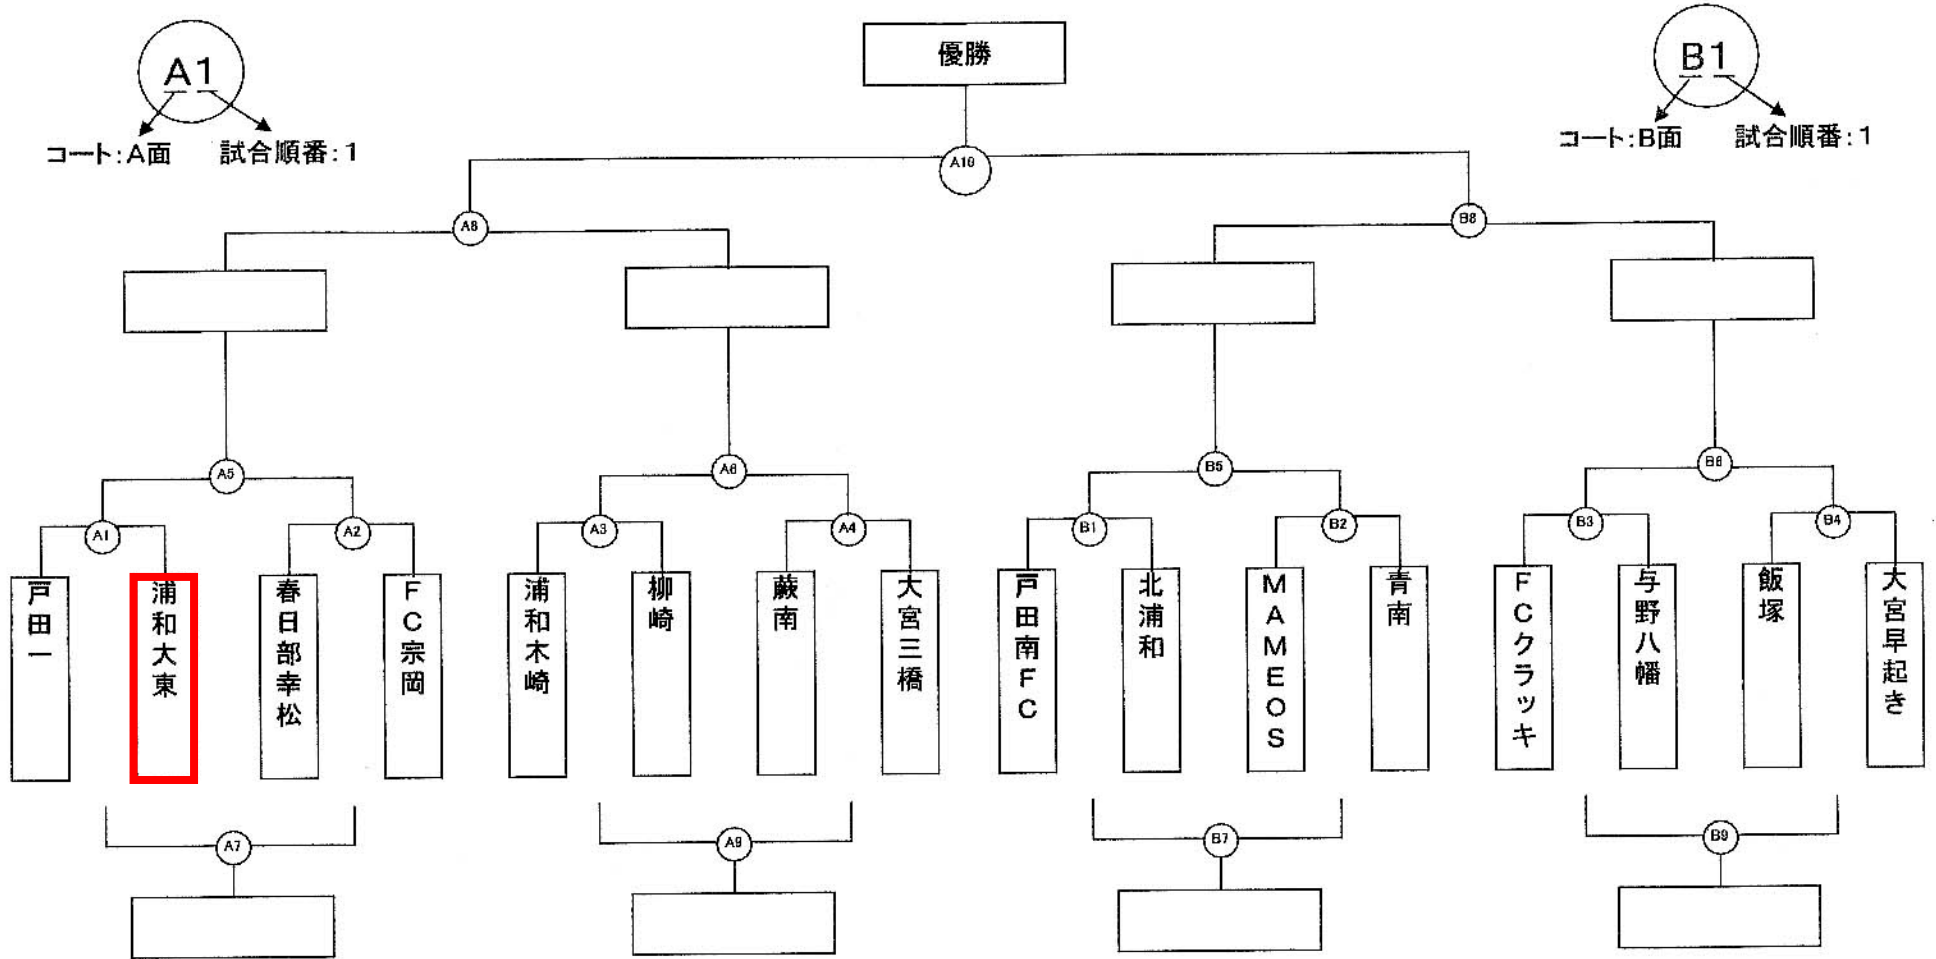 優勝
A1
コート:A面
試合順番:1
B1
コート:B面
試合順番:1
A10
A8
B8
A5
A6
B5
B6
A1
A2
A3
A4
B1
B2
B3
B4
戸田一
浦和大東
春日部幸松
FC宗岡
浦和木崎
柳崎
蕨南
大宮三橋
戸田南FC
北浦和
MAMEOS
青南
FCクラッキ
与野八幡
飯塚
大宮早起き
A7
A9
B7
B9